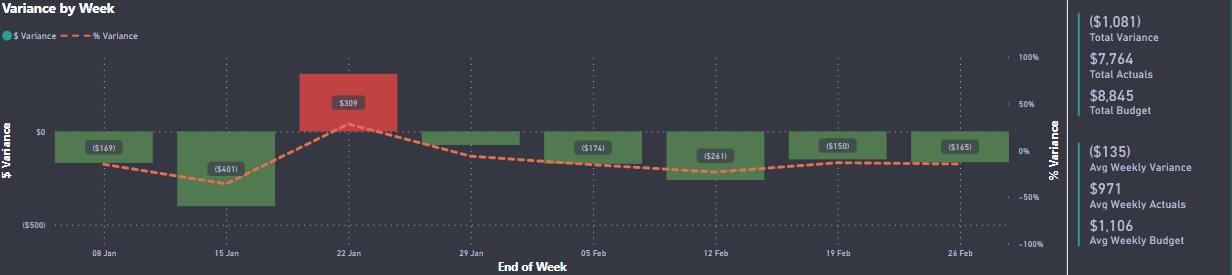 Variance by Week
$ Variance % Variance
100%
50%
0%
-50%
-100%
$0
($500)
$ Variance
% Variance
($169)
($401)
$309
($174)
($261)
($150)
($165)
08 Jan 15 Jan 22 Jan 29 Jan 05 Feb 12 Feb 19 Feb 26 Feb
End of Week
($1,081)
Total Variance
$7,764
Total Actuals
$8,845
Total Budget
($135)
Avg Weekly Variance
$971
Avg Weekly Actuals
$1,106
Avg Weekly Budget